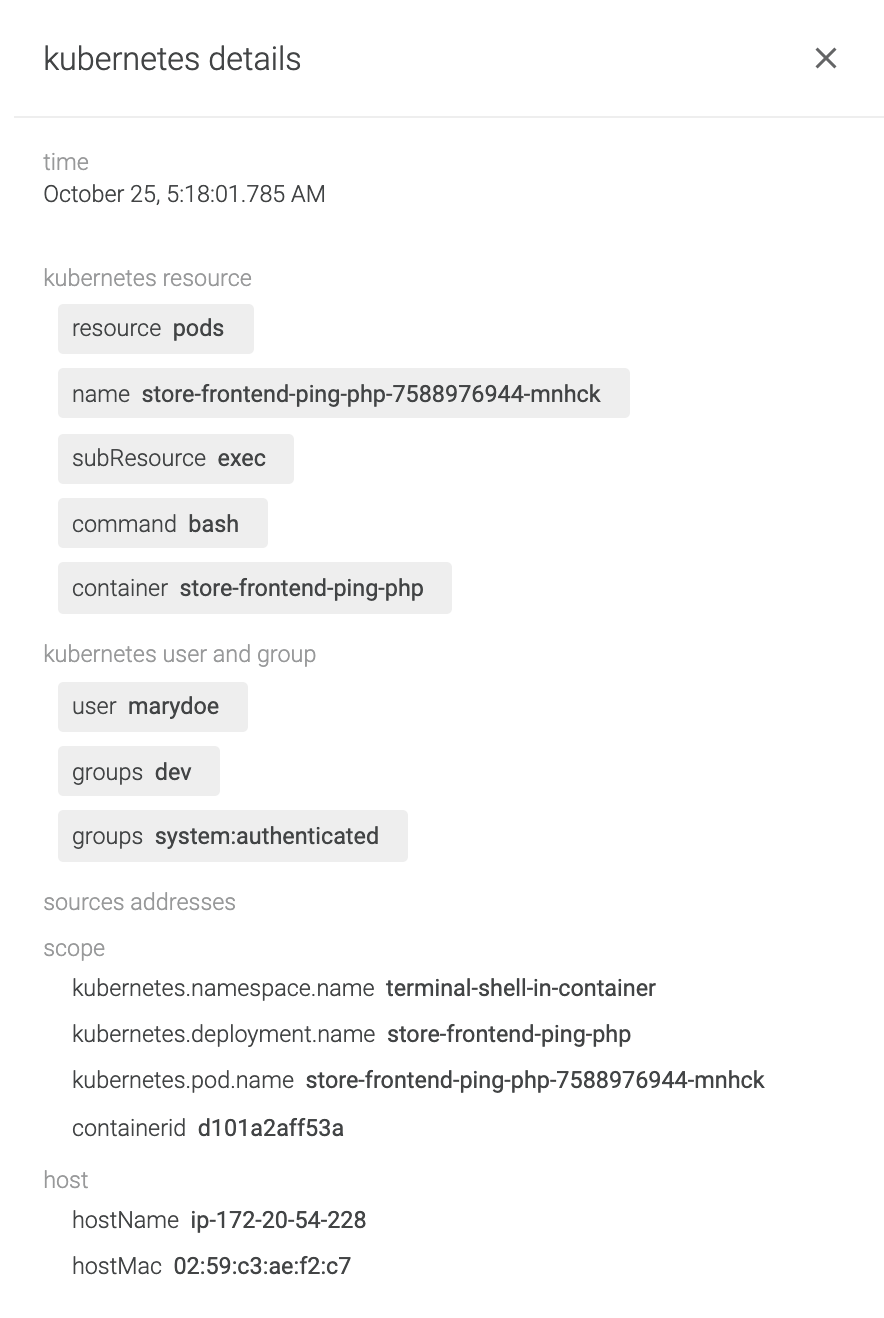 kubernetes details
time
October 25, 5:18:01.785 AM
kubernetes resource
resource pods
name store-frontend-ping-php-7588976944-mnhck
subResource exec
command bash
container store-frontend-ping-php
kubernetes user and group
user marydoe
groups dev
groups system:authenticated
sources addresses
scope
kubernetes.namespace.name terminal-shell-in-container
kubernetes.deployment.name store-frontend-ping-php
kubernetes.pod.name store-frontend-ping-php-7588976944-mnhck
containerid d101a2aff53a
host
hostName ip-172-20-54-228
hostMac 02:59:c3:ae:f2:c7